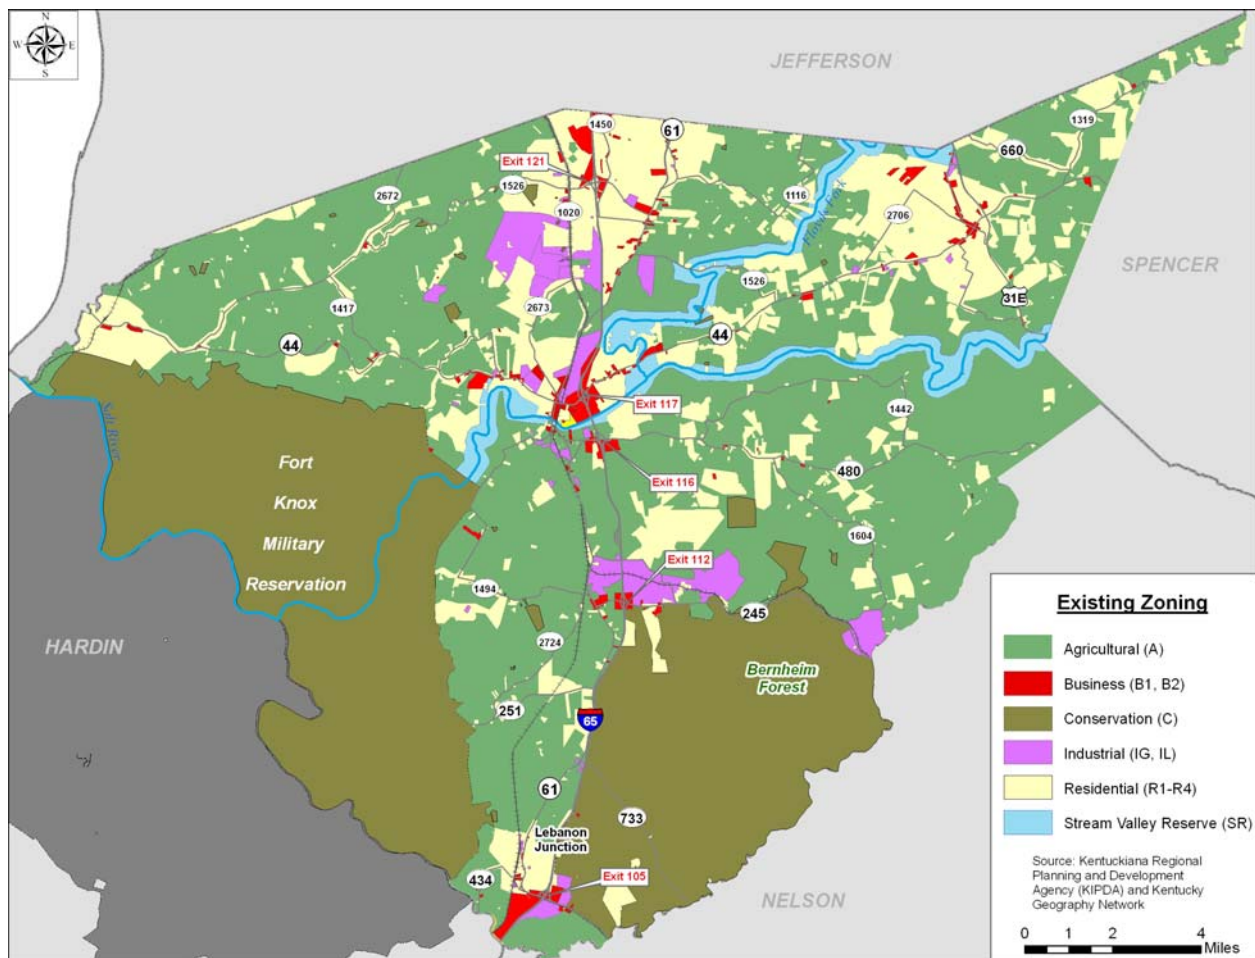 N
W E
S
JEFFERSON
1450
61
1319
660
Exit 121
2672
1526
1116
1020
2706
Floyds Fork
SPENCER
1526
31E
1417
2673
44
44
Exit 117
1442
Salt River
Fort
Knox
Military
Reservation
480
Exit 116
1604
Exit 112
1494
245
HARDIN
2724
Bernheim
Forest
251
65
61
733
Lebanon
Junction
434
Exit 105
NELSON
Existing Zoning
Agricultural (A)
Business (B1, B2)
Conservation (C)
Industrial (IG, IL)
Residential (R1-R4)
Stream Valley Reserve (SR)
Source: Kentuckiana Regional
Planning and Development
Agency (KIPDA) and Kentucky
Geography Network
0 1 2 4
Miles